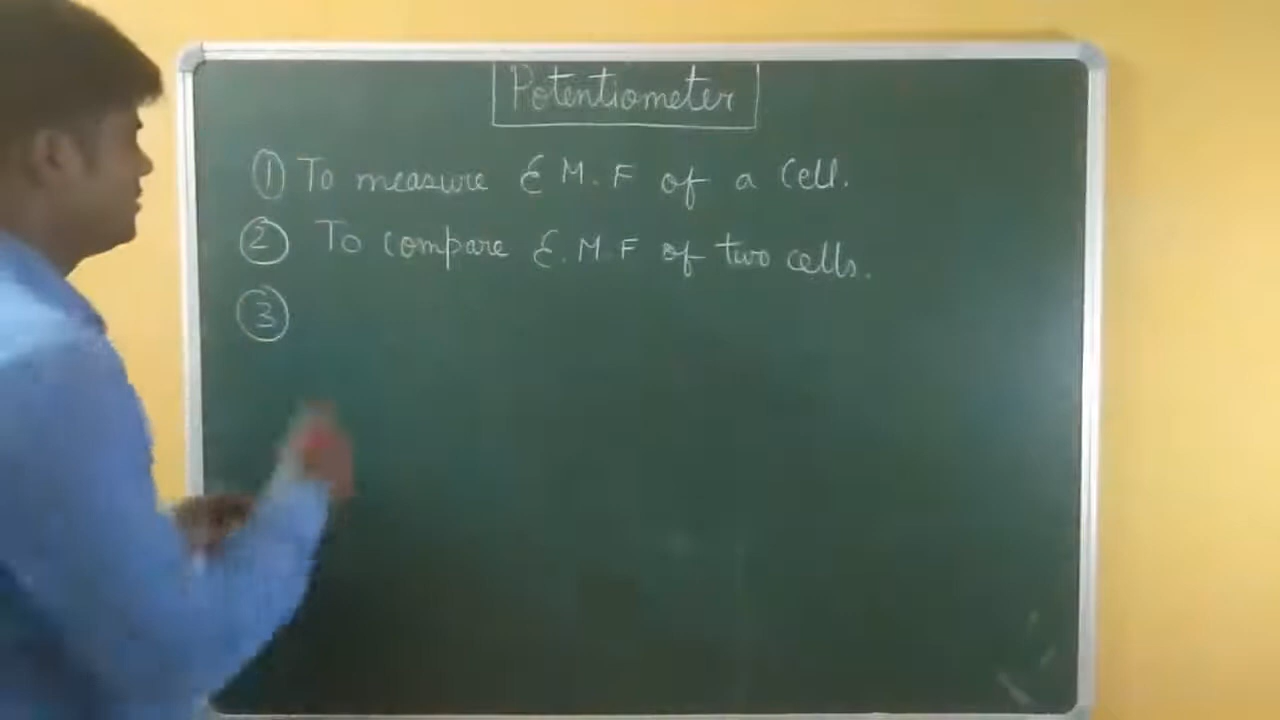 Potentiometer
① To measure E M.F of a cell.
② To compare E.M.F of two cells.
③